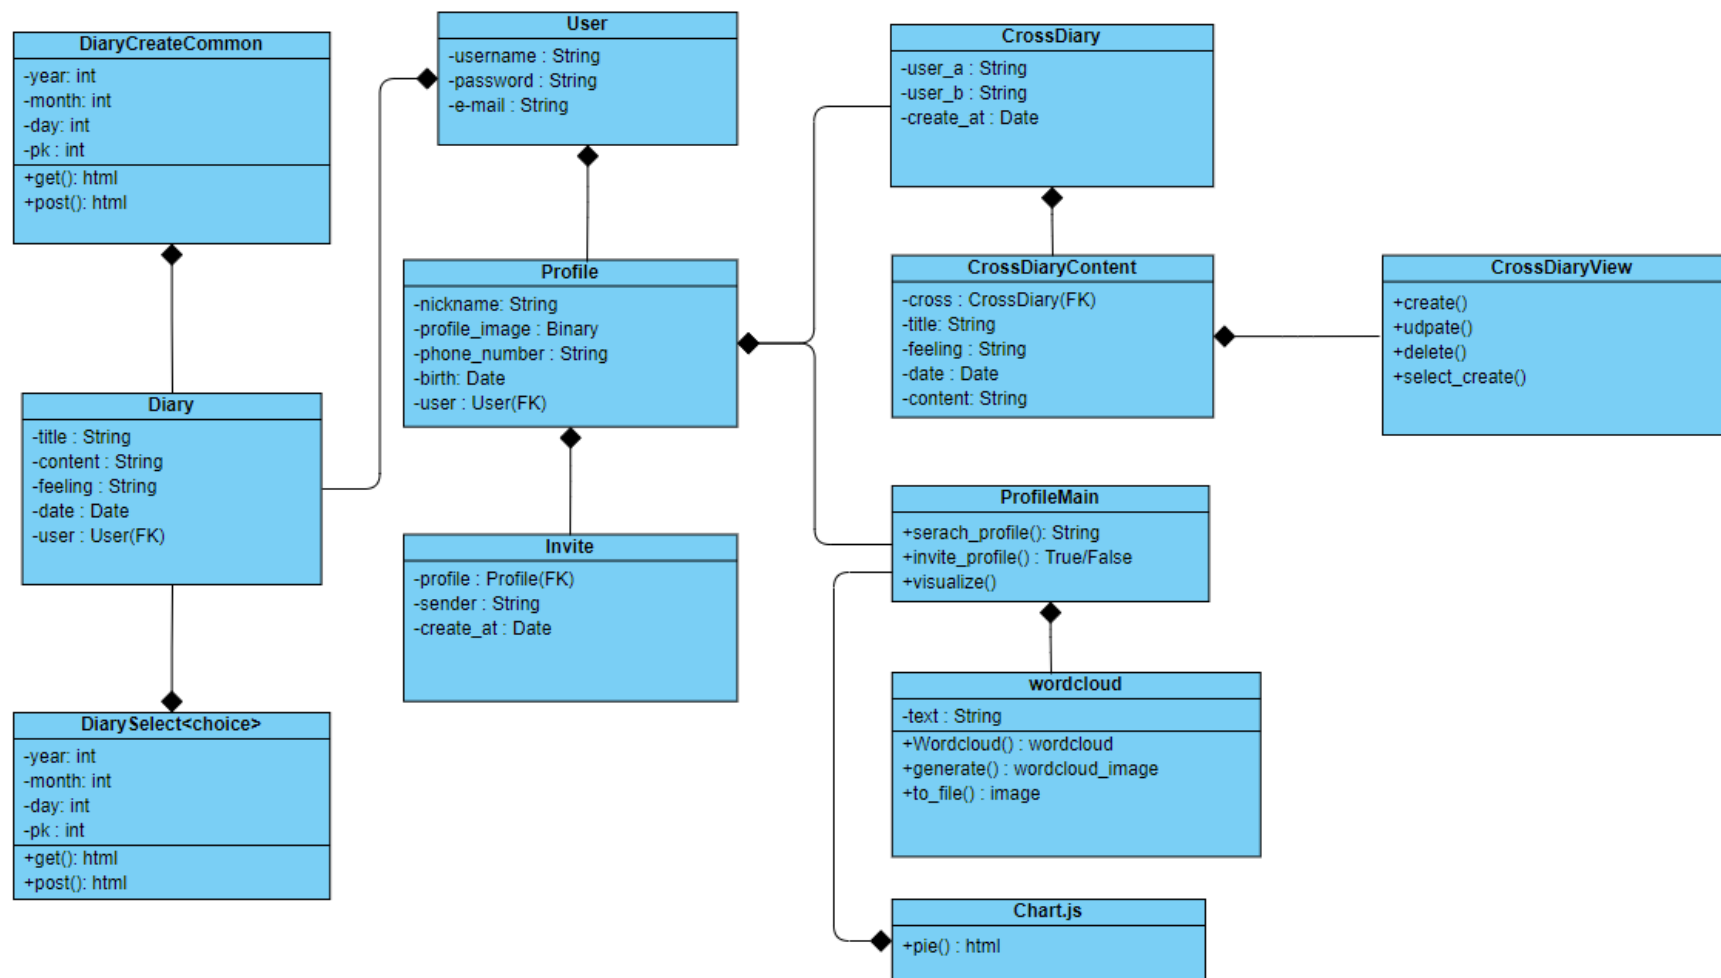 DiaryCreateCommon
-year: int
-month: int
-day: int
-pk : int
+get(): html
+post(): html
User
-username : String
-password : String
-e-mail : String
CrossDiary
-user_a : String
-user_b : String
-create_at : Date
Profile
-nickname: String
-profile_image : Binary
-phone_number : String
-birth: Date
-user : User(FK)
CrossDiaryContent
-cross : CrossDiary(FK)
-title: String
-feeling : String
-date : Date
-content: String
CrossDiaryView
+create()
+udpate()
+delete()
+select_create()
Diary
-title : String
-content : String
-feeling : String
-date : Date
-user : User(FK)
Invite
-profile : Profile(FK)
-sender : String
-create_at : Date
ProfileMain
+serach_profile(): String
+invite_profile() : True/False
+visualize()
wordcloud
-text : String
+Wordcloud() : wordcloud
+generate() : wordcloud_image
+to_file() : image
DiarySelect<choice>
-year: int
-month: int
-day: int
-pk : int
+get(): html
+post(): html
Chart.js
+pie() : html